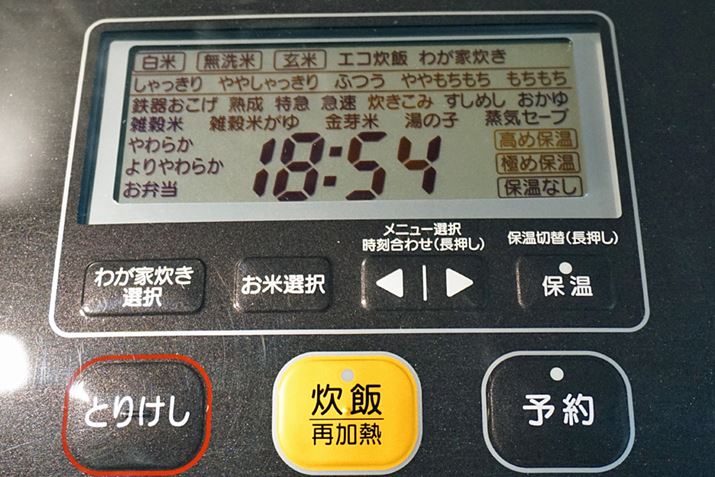 白米 無洗米 玄米 エコ炊飯 わが家炊き
しゃっきり ややしゃっきり ふつう ややもちもち もちもち
鉄器おこげ 熟成 特急 急速 炊きこみ すしめし おかゆ
雑穀米 雑穀米がゆ 金芽米 湯の子 蒸気セーブ
やわらか
よりやわらか
お弁当
18:54
高め保温
極め保温
保温なし
メニュー選択
時刻合わせ(長押し)
保温切替(長押し)
わが家炊き
選択
お米選択
◀ | ▶
保温
とりけし
炊飯
再加熱
予約